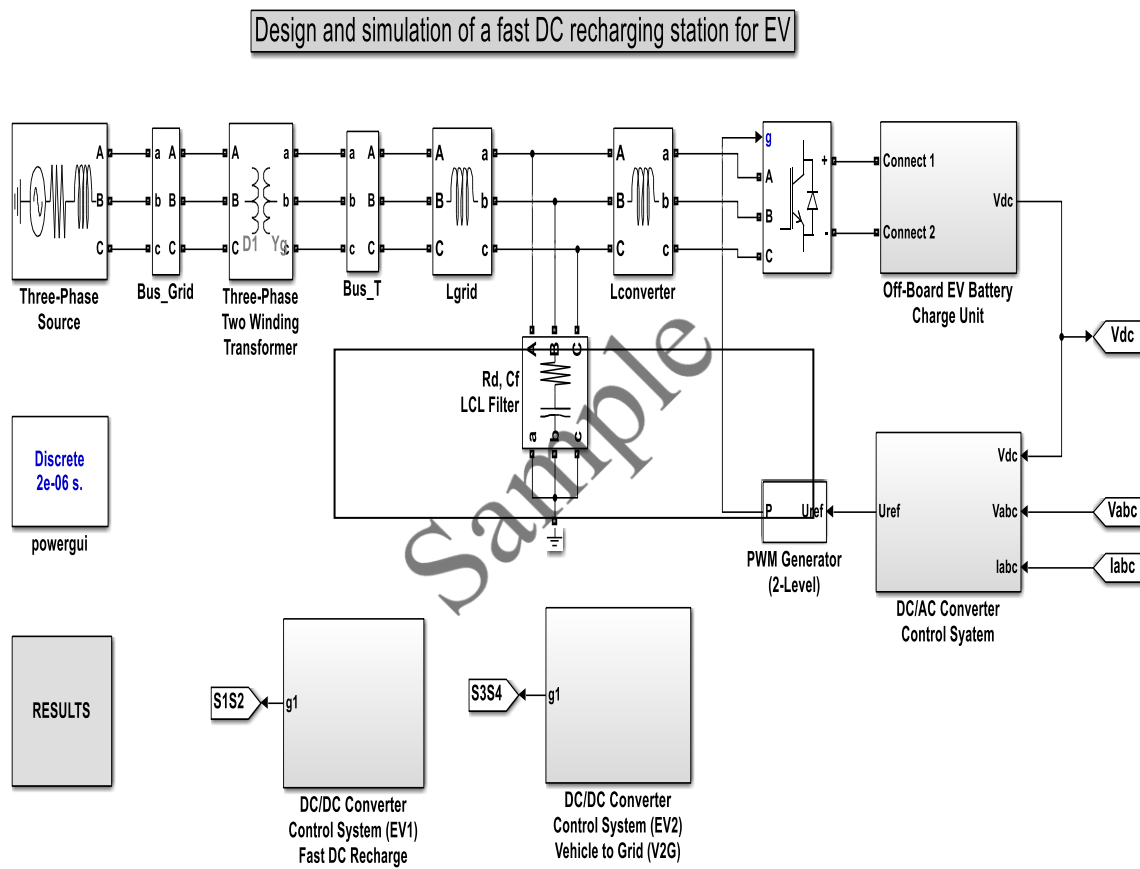 Design and simulation of a fast DC recharging station for EV
A a A A a a A A a A a g
B b B B b b B B b B b A
C c C C c c C C c C c B
C
D1 Yg
+
-
Connect 1
Connect 2
Vdc
Three-Phase
Source
Bus_Grid
Three-Phase
Two Winding
Transformer
Bus_T
Lgrid
Lconverter
Off-Board EV Battery
Charge Unit
Vdc
A B C
Rd, Cf
LCL Filter
a b c
Sample
Discrete
2e-06 s.
powergui
P Uref
PWM Generator
(2-Level)
Uref
Vdc
Vabc
Iabc
Vabc
Iabc
DC/AC Converter
Control Syatem
RESULTS
S1S2
g1
DC/DC Converter
Control System (EV1)
Fast DC Recharge
S3S4
g1
DC/DC Converter
Control System (EV2)
Vehicle to Grid (V2G)